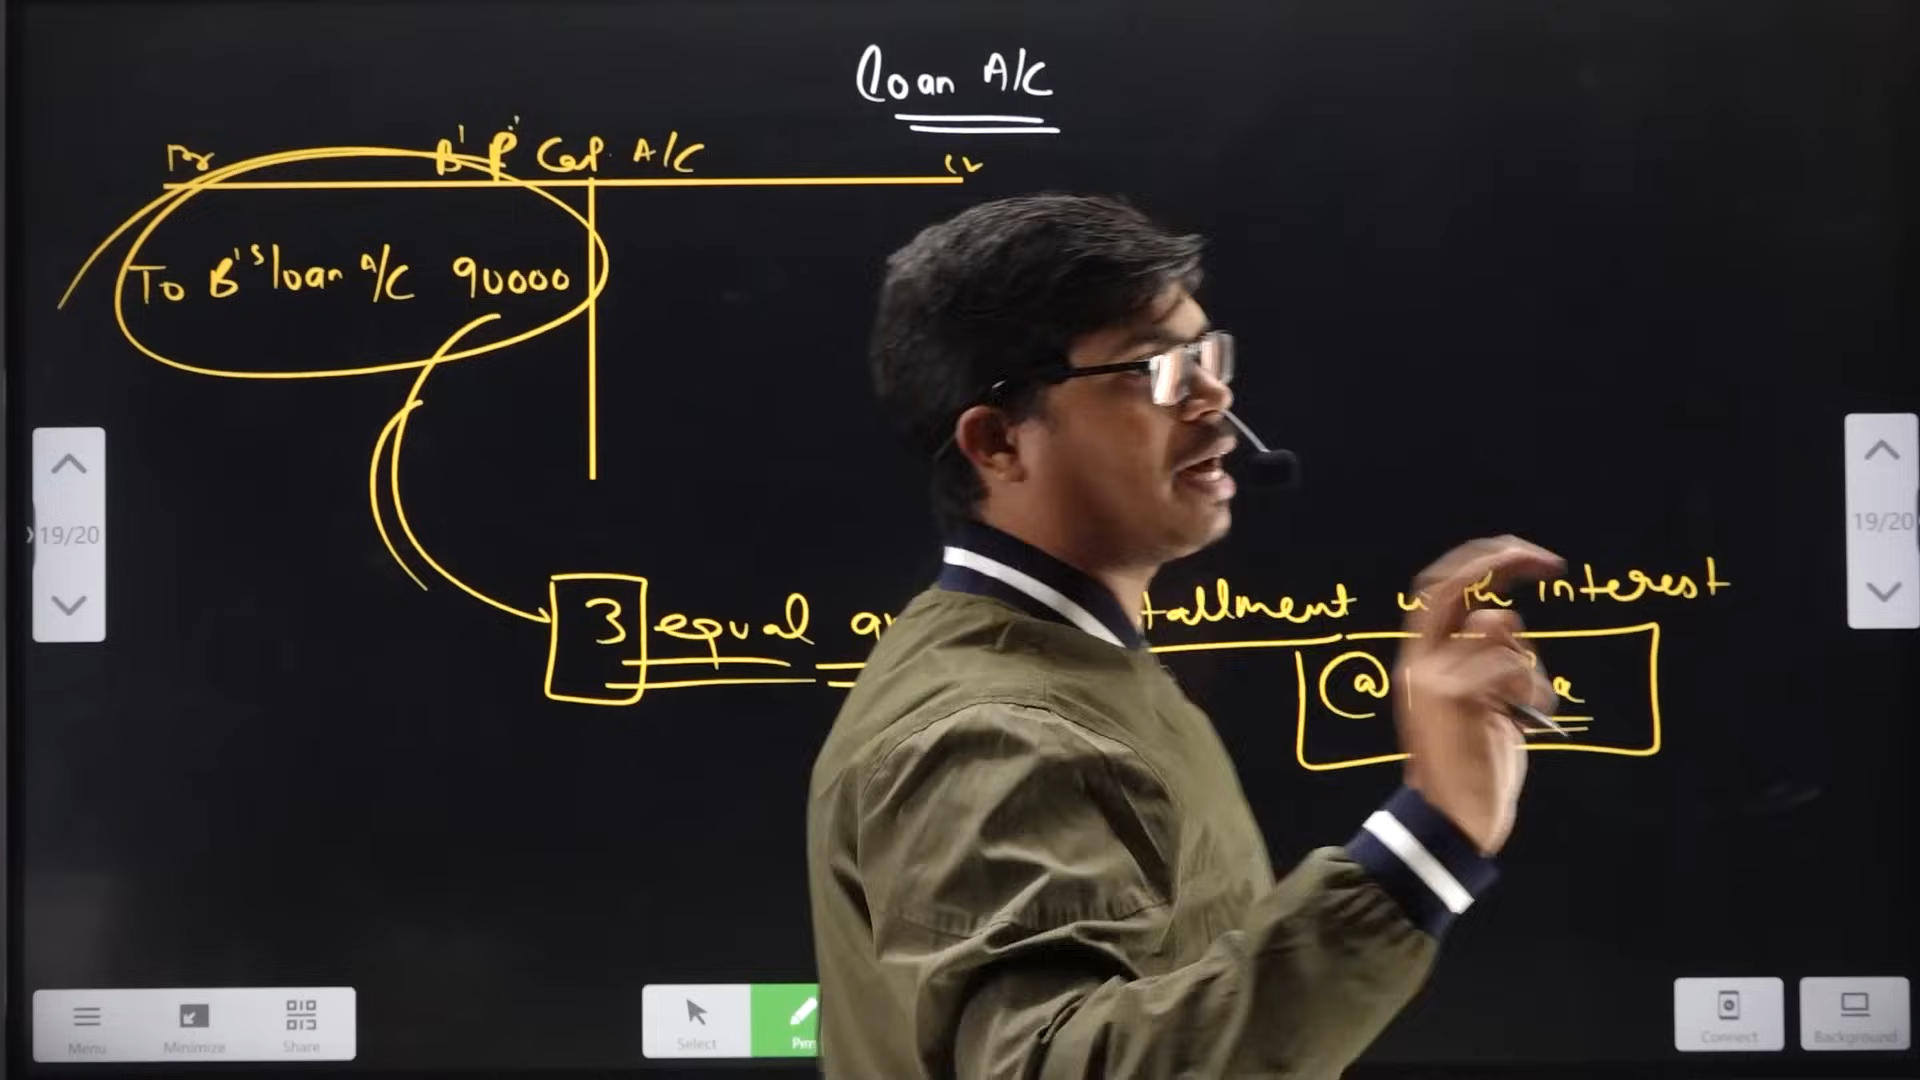 Loan A/C
Dr B's Cap. A/C Cr
To B's loan A/C 90000
3 equal tallment with interest
@
19/20
19/20
Menu Minimize Share
Select
Connect Background